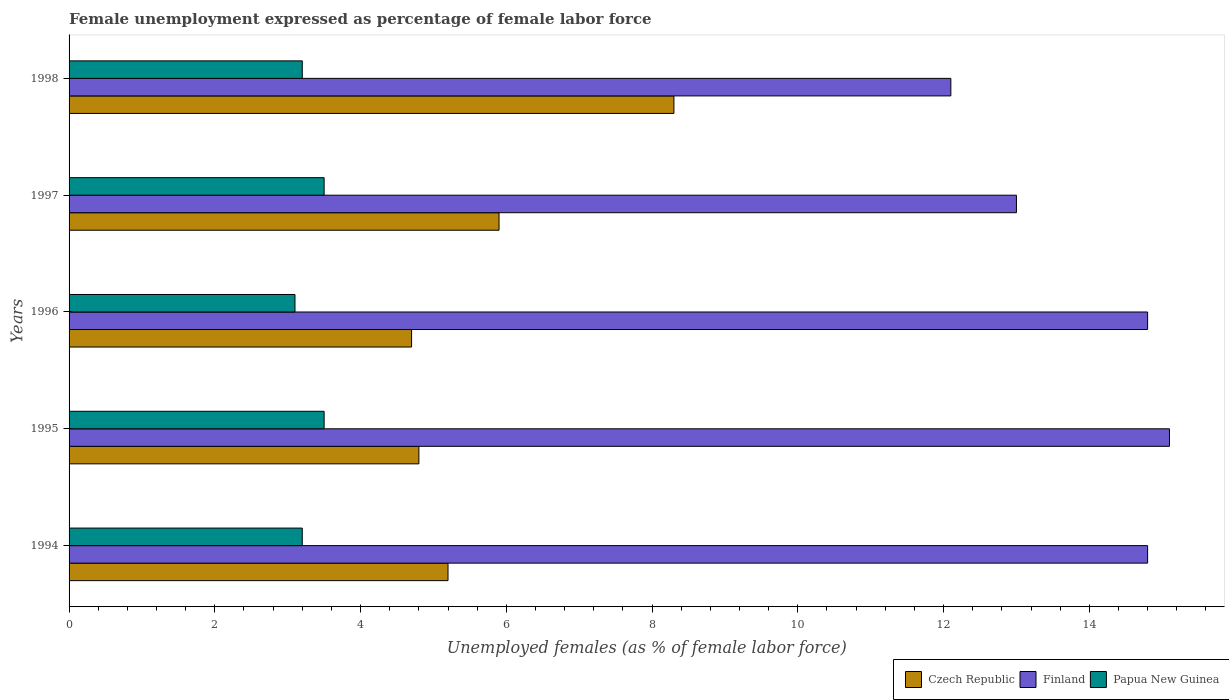 Female unemployment expressed as percentage of female labor force
1998
1997
1996
1995
1994
Years
0 2 4 6 8 10 12 14
Unemployed females (as % of female labor force)
Czech Republic Finland Papua New Guinea